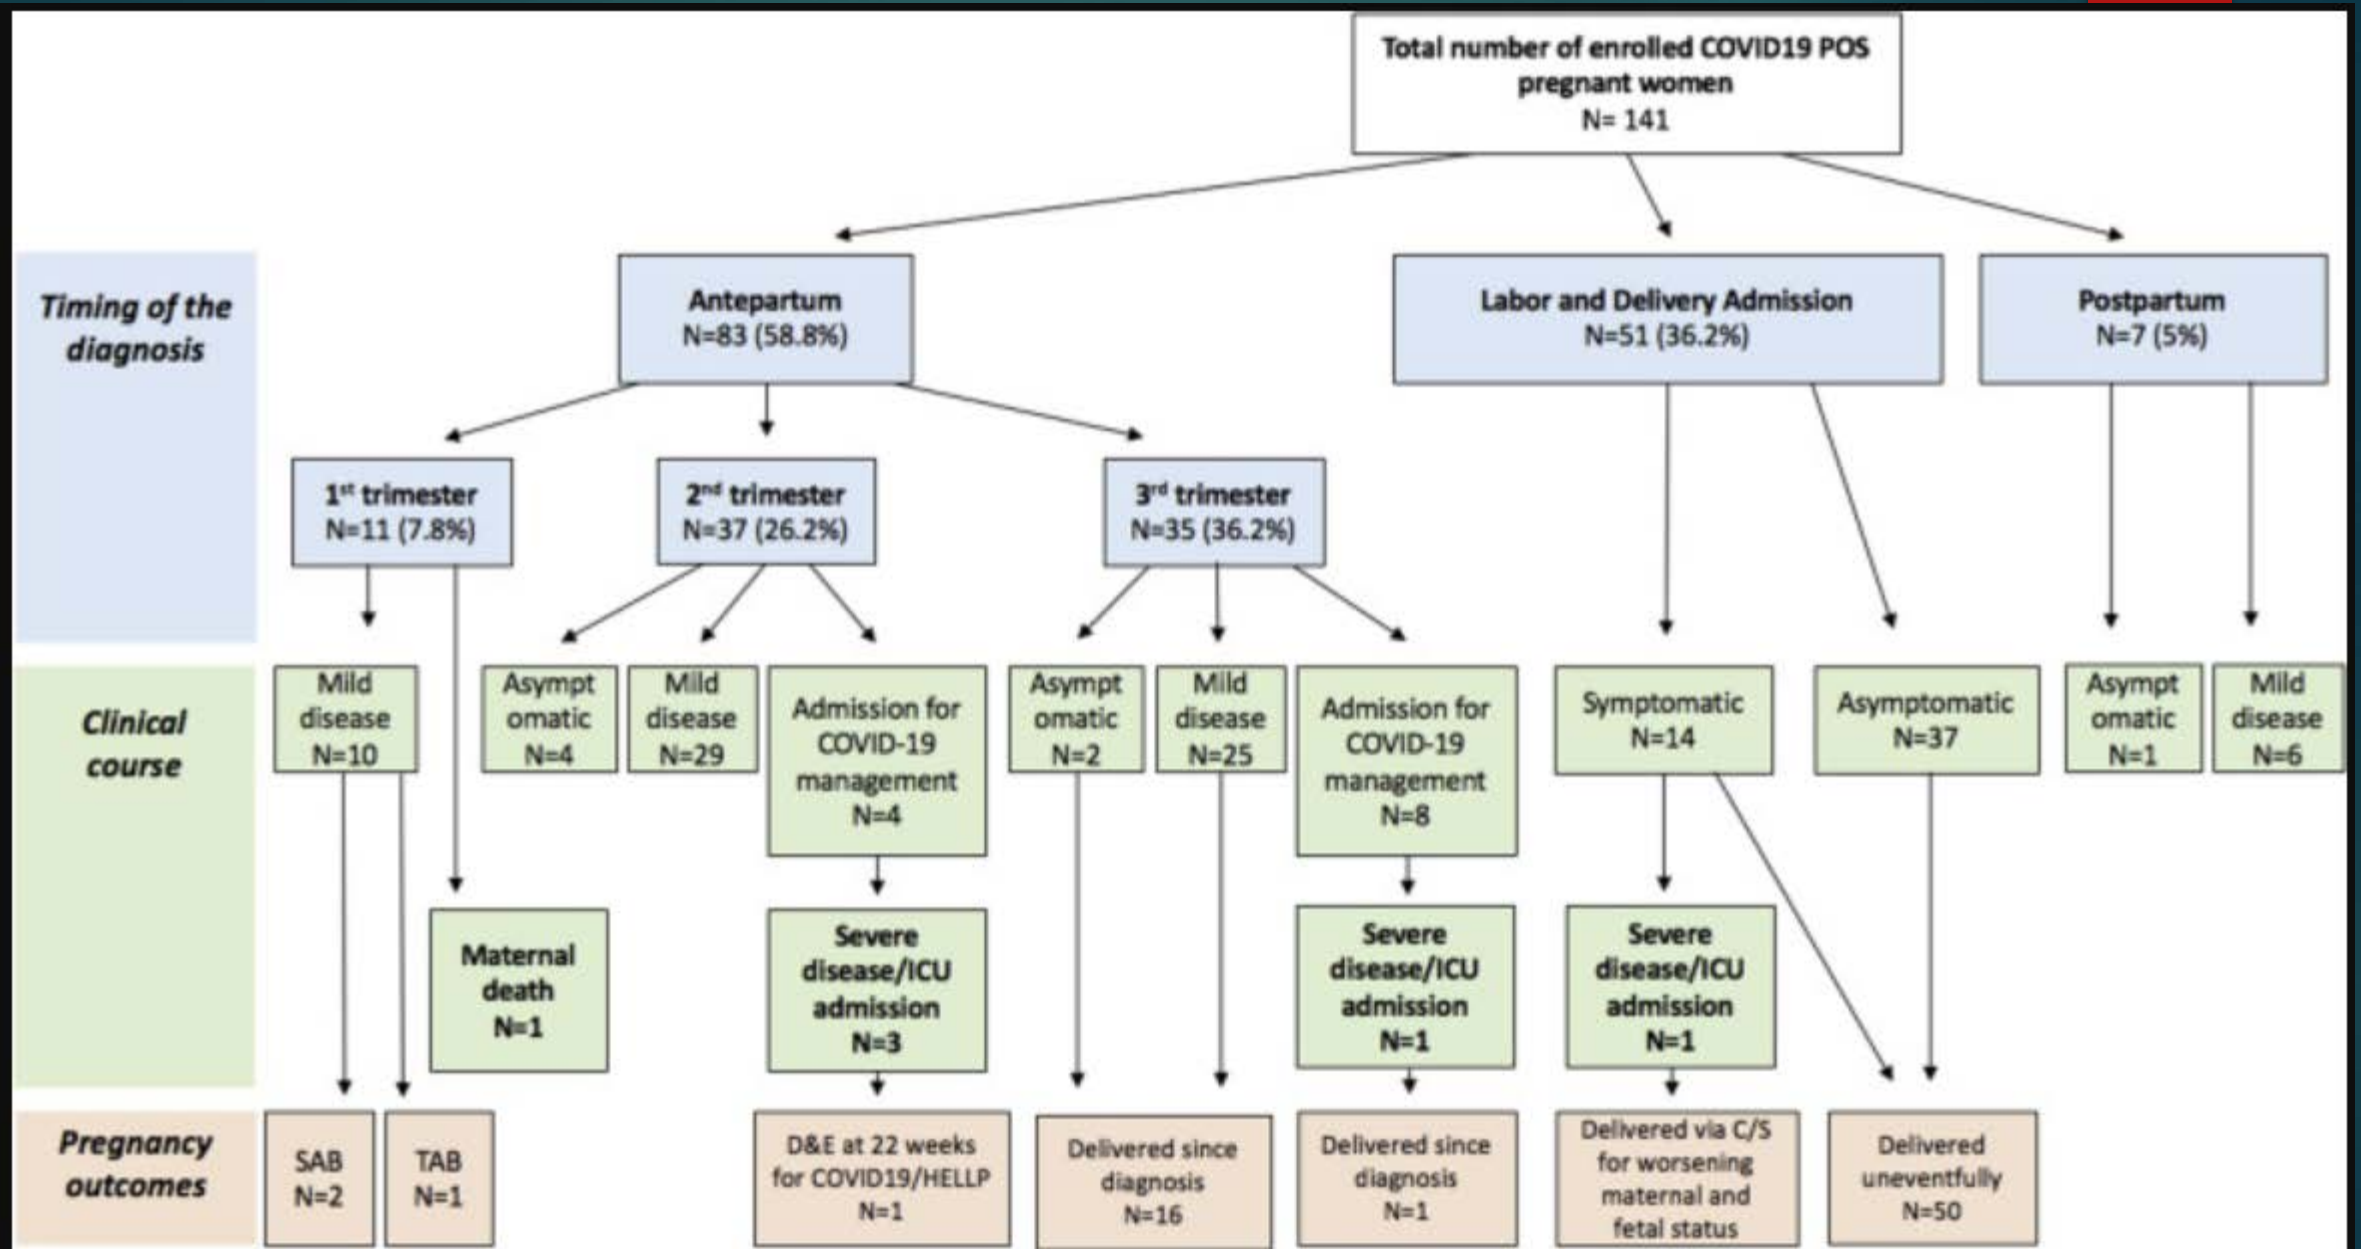 Total number of enrolled COVID19 POS
pregnant women
N= 141
Timing of the
diagnosis
Antepartum
N=83 (58.8%)
Labor and Delivery Admission
N=51 (36.2%)
Postpartum
N=7 (5%)
1st trimester
N=11 (7.8%)
2nd trimester
N=37 (26.2%)
3rd trimester
N=35 (36.2%)
Clinical
course
Mild
disease
N=10
Asympt
omatic
N=4
Mild
disease
N=29
Admission for
COVID-19
management
N=4
Asympt
omatic
N=2
Mild
disease
N=25
Admission for
COVID-19
management
N=8
Symptomatic
N=14
Asymptomatic
N=37
Asympt
omatic
N=1
Mild
disease
N=6
Maternal
death
N=1
Severe
disease/ICU
admission
N=3
Severe
disease/ICU
admission
N=1
Severe
disease/ICU
admission
N=1
Pregnancy
outcomes
SAB
N=2
TAB
N=1
D&E at 22 weeks
for COVID19/HELLP
N=1
Delivered since
diagnosis
N=16
Delivered since
diagnosis
N=1
Delivered via C/S
for worsening
maternal and
fetal status
Delivered
uneventfully
N=50